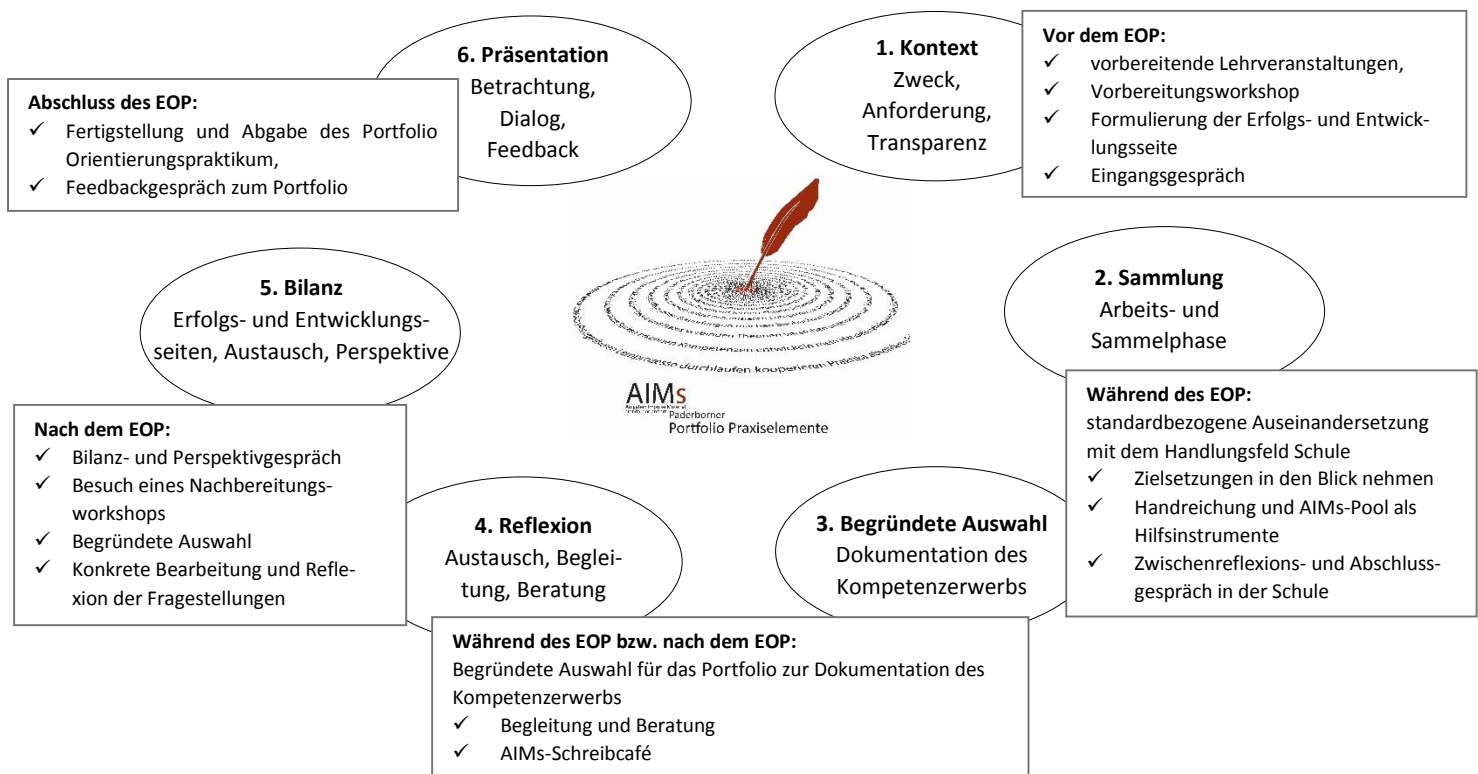 6. Präsentation
Betrachtung,
Dialog,
Feedback
1. Kontext
Zweck,
Anforderung,
Transparenz
Vor dem EOP:
✓ vorbereitende Lehrveranstaltungen,
✓ Vorbereitungsworkshop
✓ Formulierung der Erfolgs- und Entwick-
lungsseite
✓ Eingangsgespräch
Abschluss des EOP:
✓ Fertigstellung und Abgabe des Portfolio
Orientierungspraktikum,
✓ Feedbackgespräch zum Portfolio
2. Sammlung
Arbeits- und
Sammelphase
5. Bilanz
Erfolgs- und Entwicklungs-
seiten, Austausch, Perspektive
durchlaufen kooperieren
AIMs
Paderborner
Portfolio Praxiselemente
Während des EOP:
standardbezogene Auseinandersetzung
mit dem Handlungsfeld Schule
✓ Zielsetzungen in den Blick nehmen
✓ Handreichung und AIMs-Pool als
Hilfsinstrumente
✓ Zwischenreflexions- und Abschluss-
gespräch in der Schule
Nach dem EOP:
✓ Bilanz- und Perspektivgespräch
✓ Besuch eines Nachbereitungs-
workshops
✓ Begründete Auswahl
✓ Konkrete Bearbeitung und Refle-
xion der Fragestellungen
4. Reflexion
Austausch, Beglei-
tung, Beratung
3. Begründete Auswahl
Dokumentation des
Kompetenzerwerbs
Während des EOP bzw. nach dem EOP:
Begründete Auswahl für das Portfolio zur Dokumentation des
Kompetenzerwerbs
✓ Begleitung und Beratung
✓ AIMs-Schreibcafé